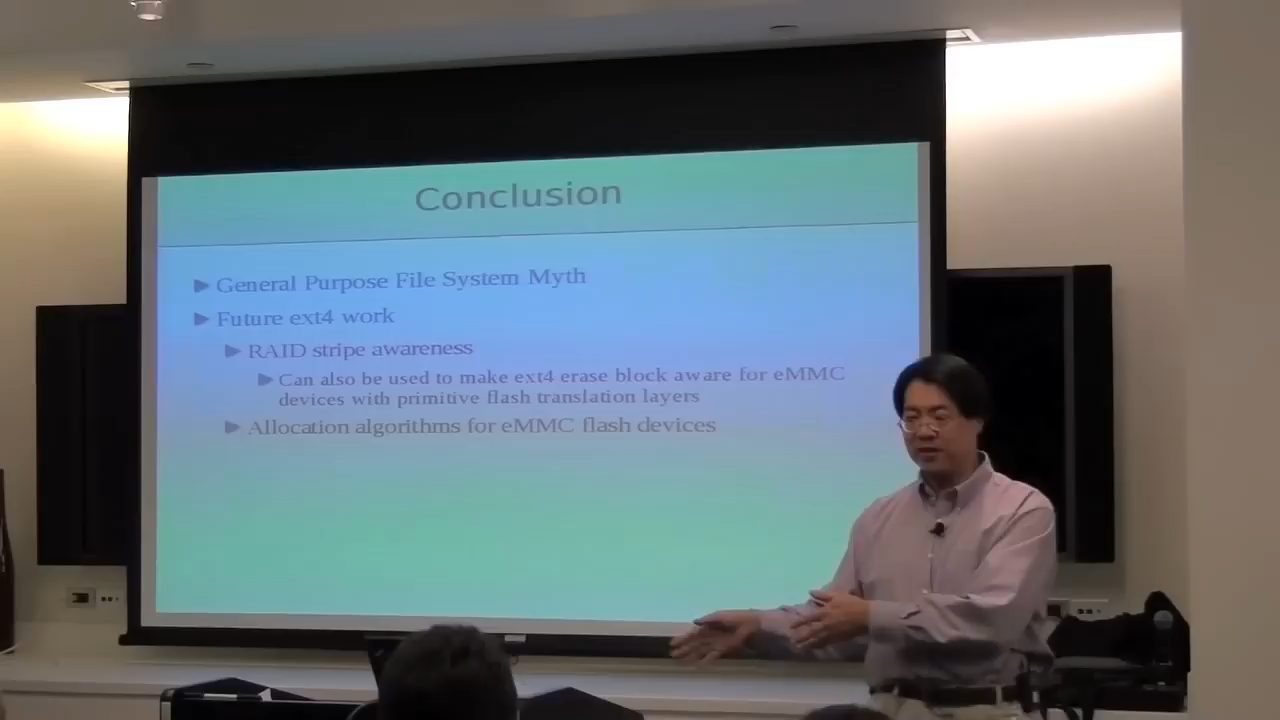 Conclusion
General Purpose File System Myth
Future ext4 work
RAID stripe awareness
Can also be used to make ext4 erase block aware for eMMC
devices with primitive flash translation layers
Allocation algorithms for eMMC flash devices